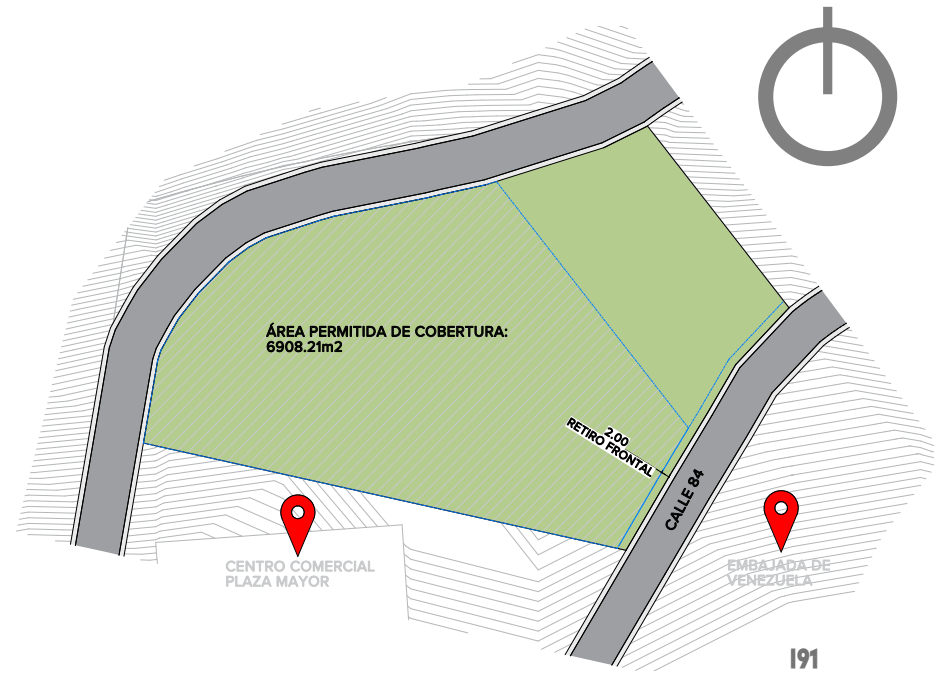 ÁREA PERMITIDA DE COBERTURA:
6908.21m2
2.00
RETIRO FRONTAL
CALLE 84
CENTRO COMERCIAL
PLAZA MAYOR
EMBAJADA DE
VENEZUELA
191